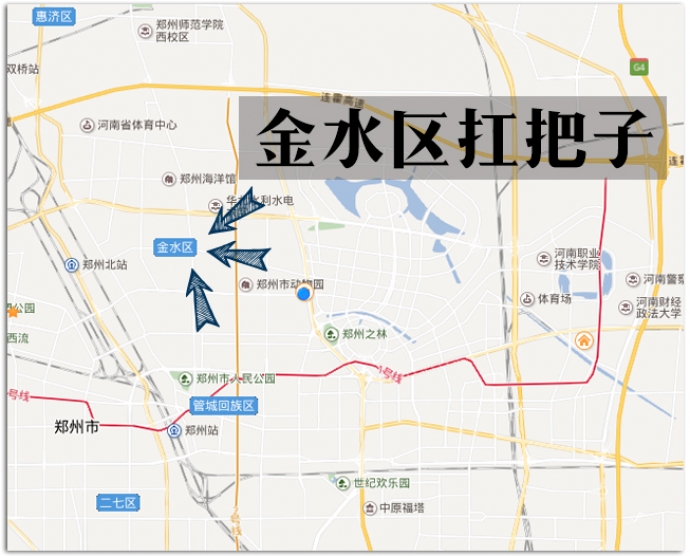 惠济区
郑州师范学院
西校区
双桥站
G4
连霍高速
河南省体育中心
金水区扛把子
连霍
郑州海洋馆
华北水利水电
金水区
郑州北站
河南职业
技术学院
郑州市动物园
河南警察
体育场
河南财经
政法大学
公园
西流
郑州之林
郑州市人民公园
1号线
号线
管城回族区
郑州市
郑州站
世纪欢乐园
二七区
中原福塔
2号线